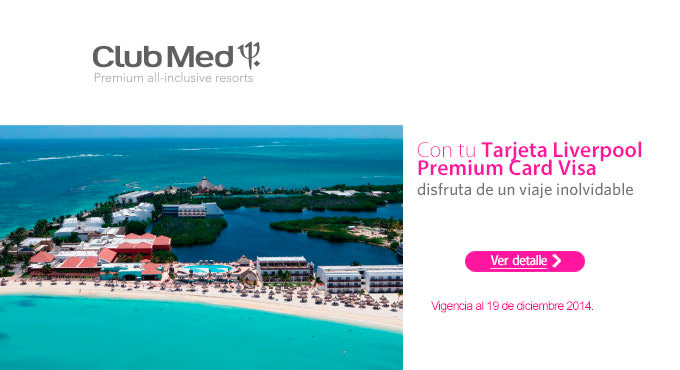 Club Med
Premium all-inclusive resorts
Con tu Tarjeta Liverpool
Premium Card Visa
disfruta de un viaje inolvidable
Ver detalle
Vigencia al 19 de diciembre 2014.